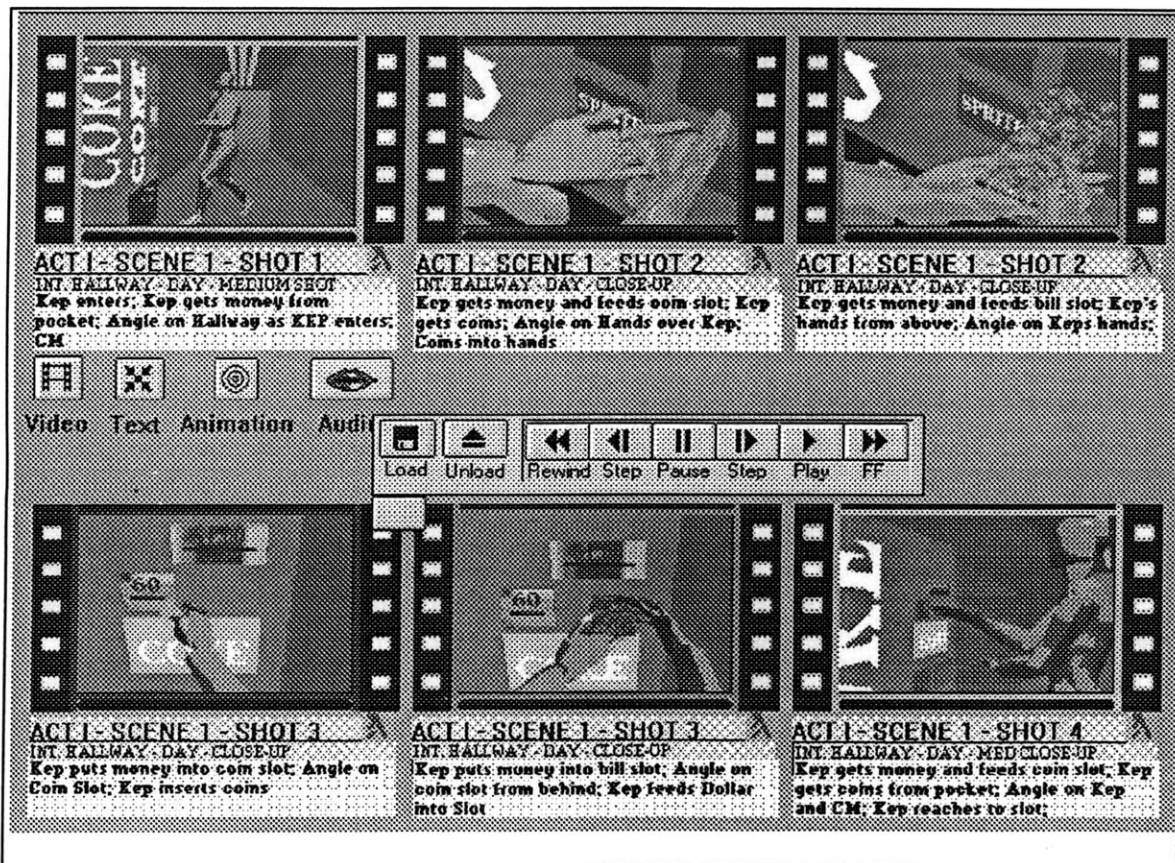 COKE
COKE
SPRITE
SPRITE
ACT I - SCENE 1 - SHOT 1
INT. HALLWAY - DAY - MEDIUM SHOT
Kep enters; Kep gets money from
pocket; Angle on Hallway as KEP enters;
CM
ACT I - SCENE 1 - SHOT 2
INT. HALLWAY - DAY - CLOSE-UP
Kep gets money and feeds coin slot; Kep
gets coins; Angle on Hands over Kep;
Coins into hands
ACT I - SCENE 1 - SHOT 2
INT. HALLWAY - DAY - CLOSE-UP
Kep gets money and feeds bill slot; Kep's
hands from above; Angle on Keps hands;
Video Text Animation Audi
Load Unload Rewind Step Pause Step Play FF
60
60
KE
ACT I - SCENE 1 - SHOT 3
INT. HALLWAY - DAY - CLOSE-UP
Kep puts money into coin slot; Angle on
Coin Slot; Kep inserts coins
ACT I - SCENE 1 - SHOT 3
INT. HALLWAY - DAY - CLOSE-UP
Kep puts money into bill slot; Angle on
coin slot from behind; Kep feeds Dollar
into Slot
ACT I - SCENE 1 - SHOT 4
INT. HALLWAY - DAY - MED CLOSE-UP
Kep gets money and feeds coin slot; Kep
gets coins from pocket; Angle on Kep
and CM; Kep reaches to slot;